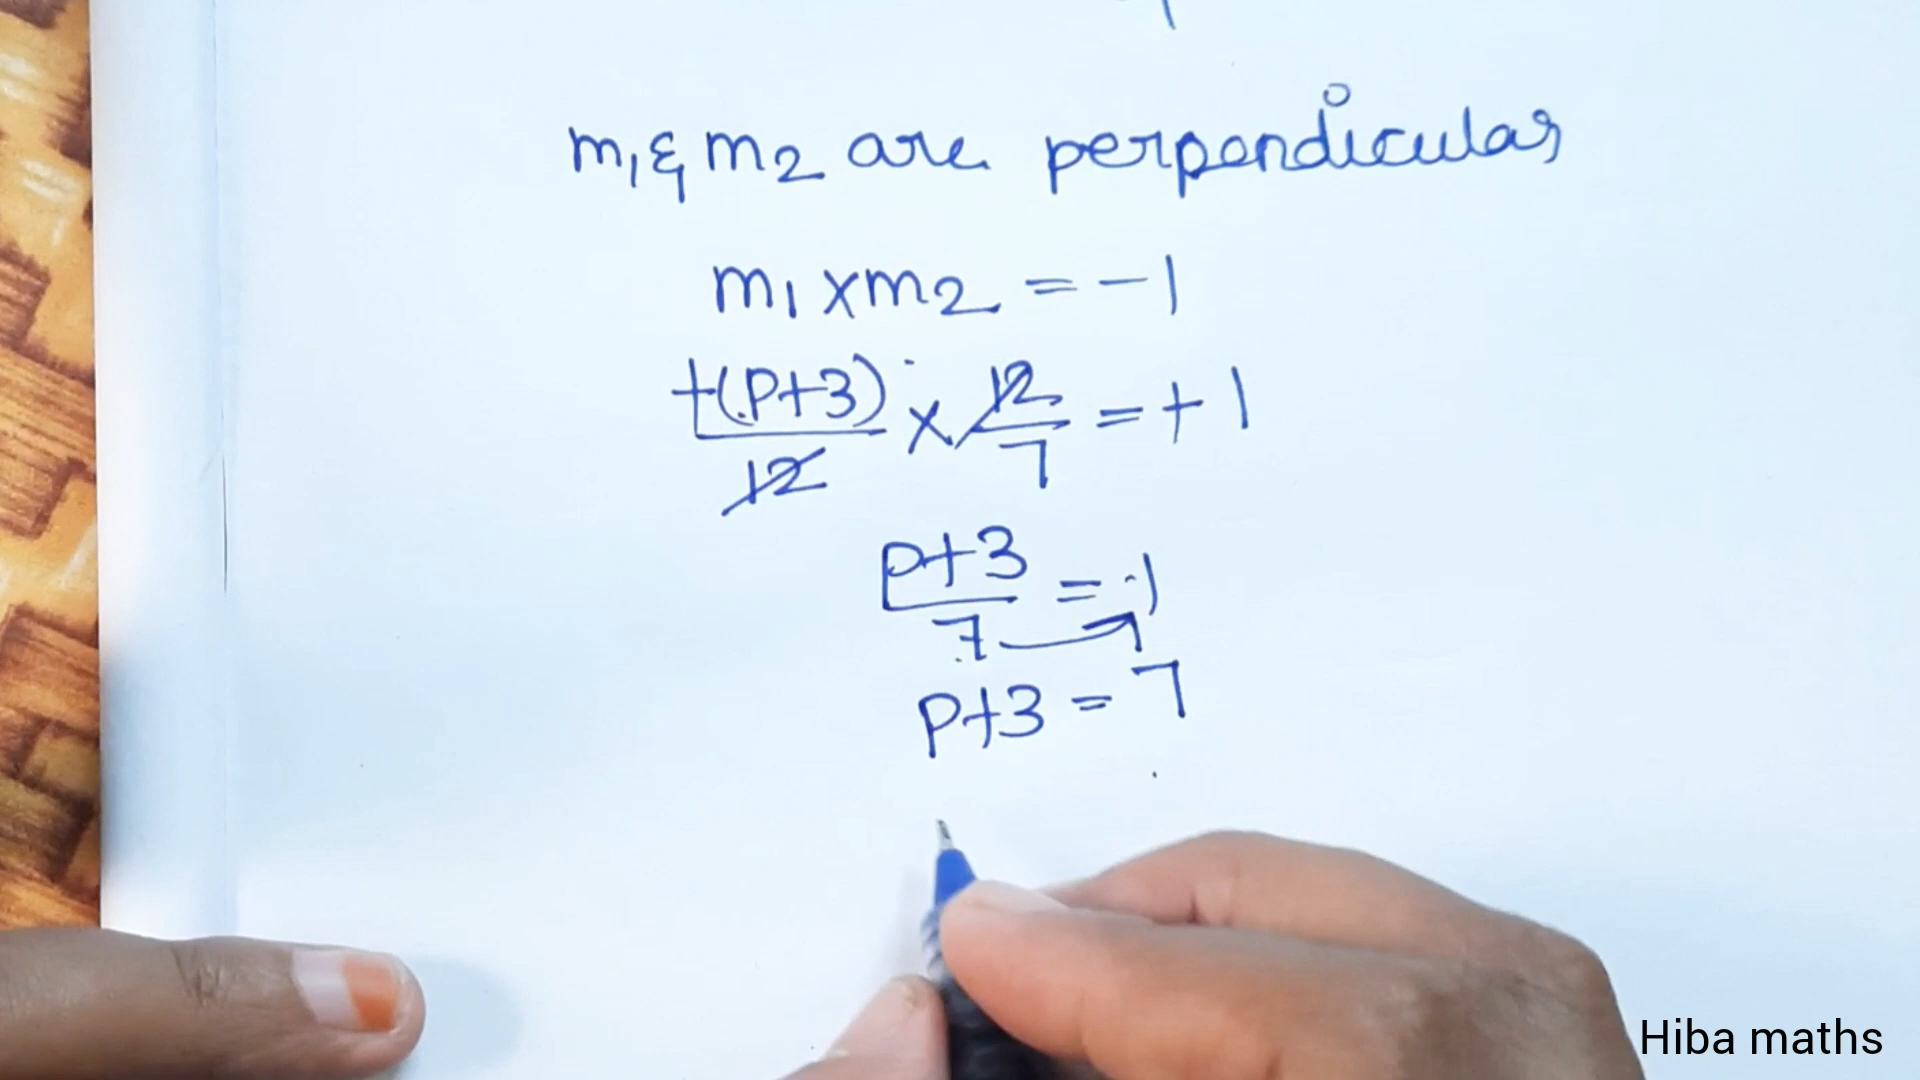 m1 & m2 are perpendicular
m1 x m2 = -1
+(p+3)/12 x 12/7 = +1
p+3/7 = 1
p+3 = 7
Hiba maths